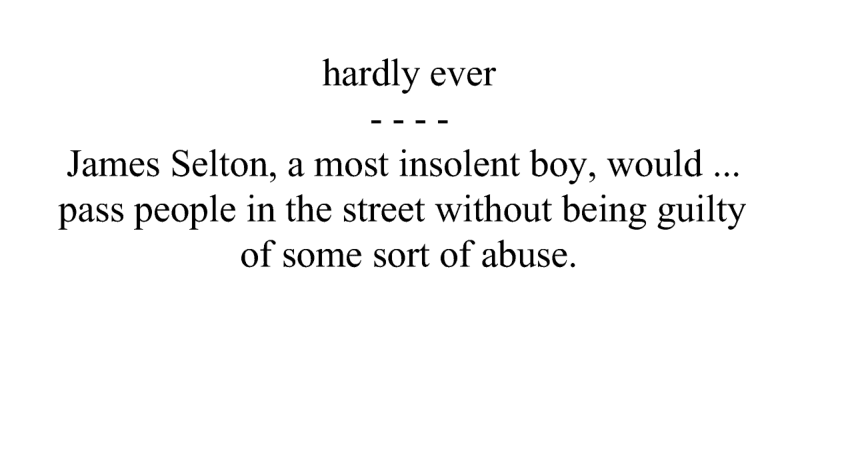 hardly ever
- - - -
James Selton, a most insolent boy, would ...
pass people in the street without being guilty
of some sort of abuse.